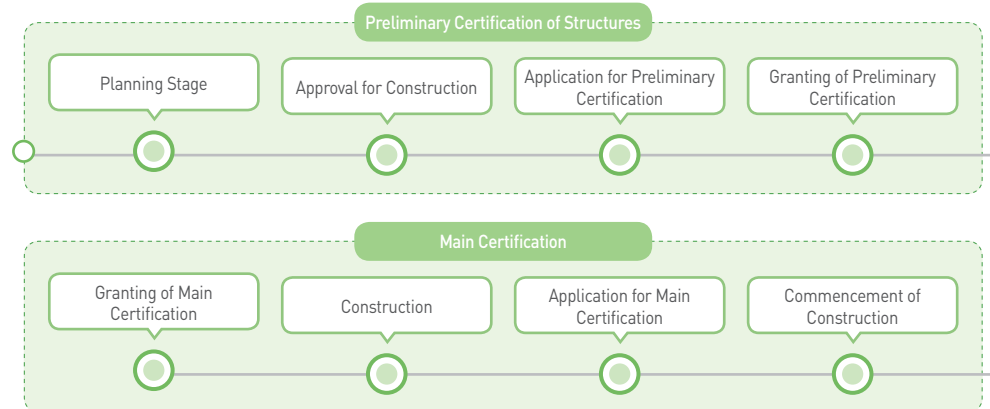 Preliminary Certification of Structures
Planning Stage
Approval for Construction
Application for Preliminary
Certification
Granting of Preliminary
Certification
Main Certification
Granting of Main
Certification
Construction
Application for Main
Certification
Commencement of
Construction